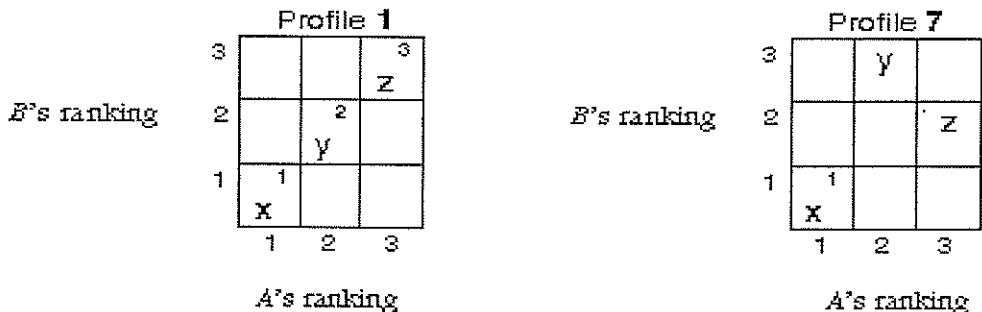 Profile 1
3 3
z
B's ranking 2 2
y
1 1
x
1 2 3
A's ranking
Profile 7
3 y
B's ranking 2 z
1 1
x
1 2 3
A's ranking